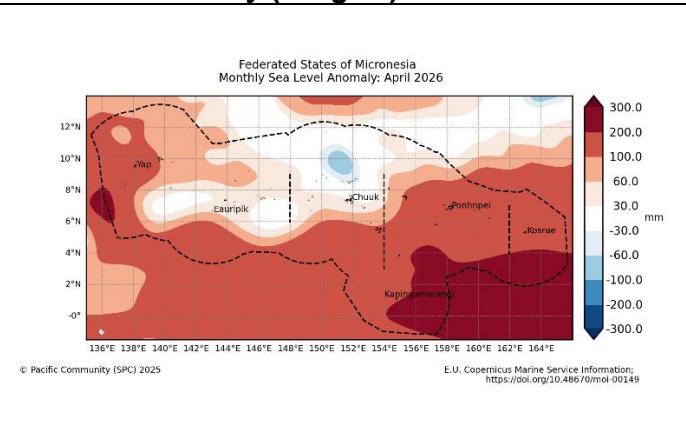 Federated States of Micronesia
Monthly Sea Level Anomaly: April 2026
12°N
10°N
8°N
6°N
4°N
2°N
-0°
136°E 138°E 140°E 142°E 144°E 146°E 148°E 150°E 152°E 154°E 156°E 158°E 160°E 162°E 164°E
Yap
Eauripik
Chuuk
Ponhnpei
Kosrae
Kapingamarangi
300.0
200.0
100.0
60.0
30.0
-30.0
-60.0
-100.0
-200.0
-300.0
mm
© Pacific Community (SPC) 2025
E.U. Copernicus Marine Service Information;
https://doi.org/10.48670/moi-00149